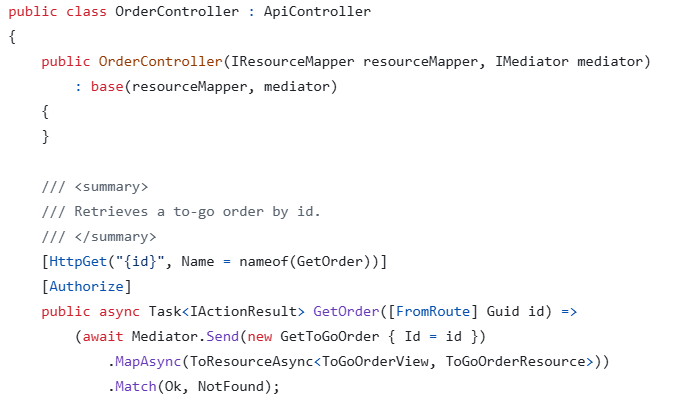 public class OrderController : ApiController
{
    public OrderController(IResourceMapper resourceMapper, IMediator mediator)
        : base(resourceMapper, mediator)
    {
    }

    /// <summary>
    /// Retrieves a to-go order by id.
    /// </summary>
    [HttpGet("{id}", Name = nameof(GetOrder))]
    [Authorize]
    public async Task<IActionResult> GetOrder([FromRoute] Guid id) =>
        (await Mediator.Send(new GetToGoOrder { Id = id })
            .MapAsync(ToResourceAsync<ToGoOrderView, ToGoOrderResource>))
            .Match(Ok, NotFound);